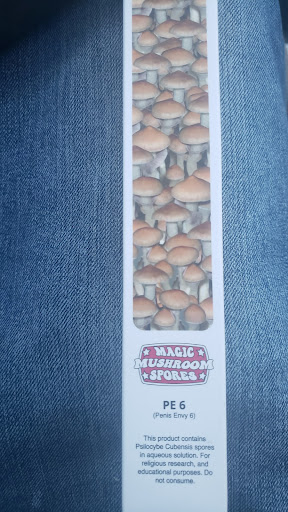 MAGIC
MUSHROOM
SPORES
PE 6
(Penis Envy 6)
This product contains
Psilocybe Cubensis spores
in aqueous solution. For
religious research, and
educational purposes. Do
not consume.